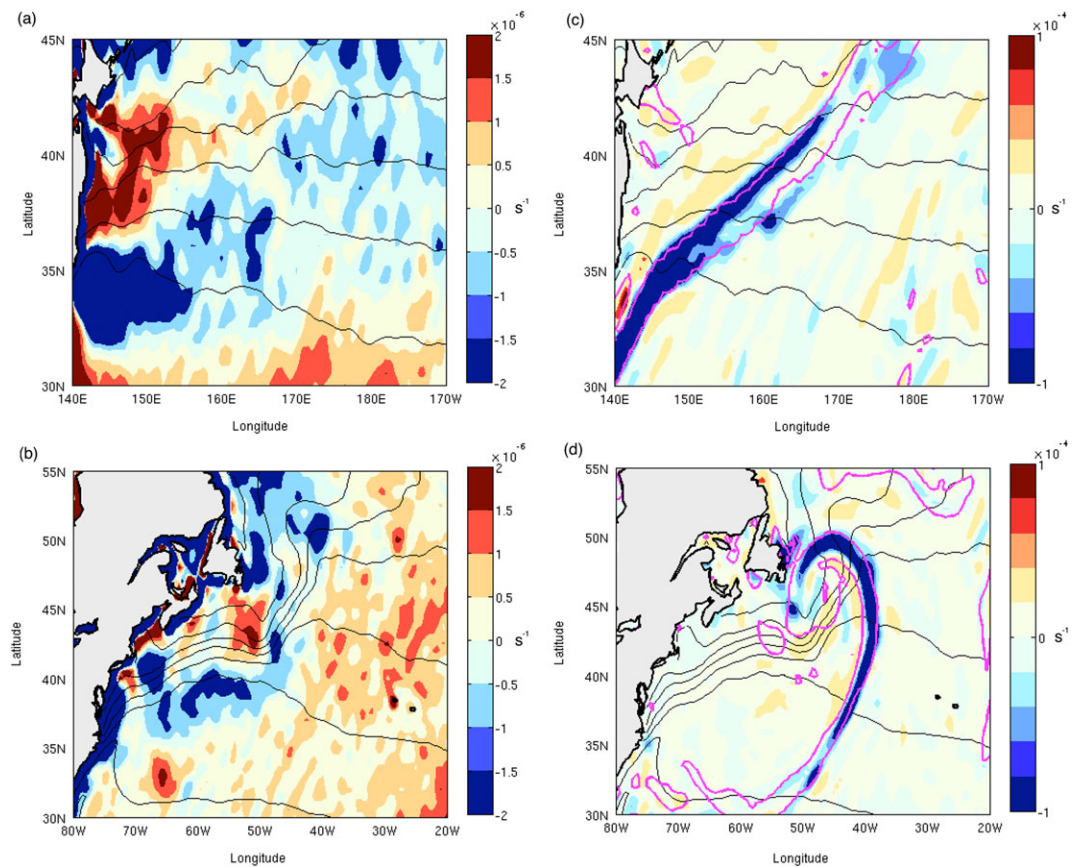 (a)
×10⁻⁶
45N
40N
35N
30N
Latitude
140E 150E 160E 170E 180E 170W
Longitude
2
1.5
1
0.5
0 S⁻¹
-0.5
-1
-1.5
-2
(c)
×10⁻⁴
45N
40N
35N
30N
Latitude
140E 150E 160E 170E 180E 170W
Longitude
1
0 S⁻¹
-1
(b)
×10⁻⁶
55N
50N
45N
40N
35N
30N
Latitude
80W 70W 60W 50W 40W 30W 20W
Longitude
2
1.5
1
0.5
0 S⁻¹
-0.5
-1
-1.5
-2
(d)
×10⁻⁴
55N
50N
45N
40N
35N
30N
Latitude
80W 70W 60W 50W 40W 30W 20W
Longitude
1
0 S⁻¹
-1